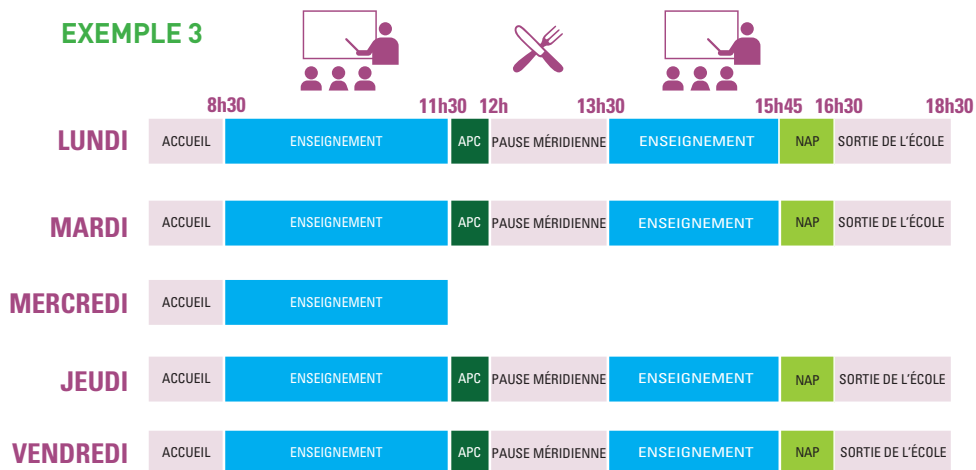 EXEMPLE 3
8h30 11h30 12h 13h30 15h45 16h30 18h30
LUNDI ACCUEIL ENSEIGNEMENT APC PAUSE MÉRIDIENNE ENSEIGNEMENT NAP SORTIE DE L'ÉCOLE
MARDI ACCUEIL ENSEIGNEMENT APC PAUSE MÉRIDIENNE ENSEIGNEMENT NAP SORTIE DE L'ÉCOLE
MERCREDI ACCUEIL ENSEIGNEMENT
JEUDI ACCUEIL ENSEIGNEMENT APC PAUSE MÉRIDIENNE ENSEIGNEMENT NAP SORTIE DE L'ÉCOLE
VENDREDI ACCUEIL ENSEIGNEMENT APC PAUSE MÉRIDIENNE ENSEIGNEMENT NAP SORTIE DE L'ÉCOLE